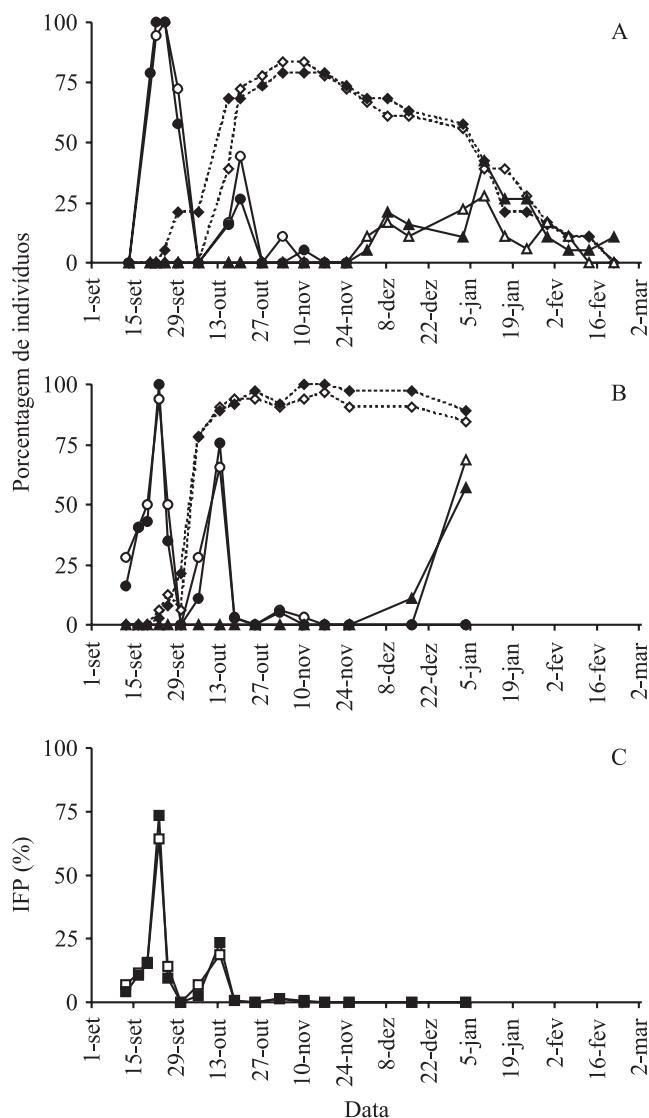 Porcentagem de indivíduos
A
100
75
50
25
0
1-set
15-set
29-set
13-out
27-out
10-nov
24-nov
8-dez
22-dez
5-jan
19-jan
2-fev
16-fev
2-mar
B
100
75
50
25
0
1-set
15-set
29-set
13-out
27-out
10-nov
24-nov
8-dez
22-dez
5-jan
19-jan
2-fev
16-fev
2-mar
C
IFP (%)
100
75
50
25
0
1-set
15-set
29-set
13-out
27-out
10-nov
24-nov
8-dez
22-dez
5-jan
19-jan
2-fev
16-fev
2-mar
Data